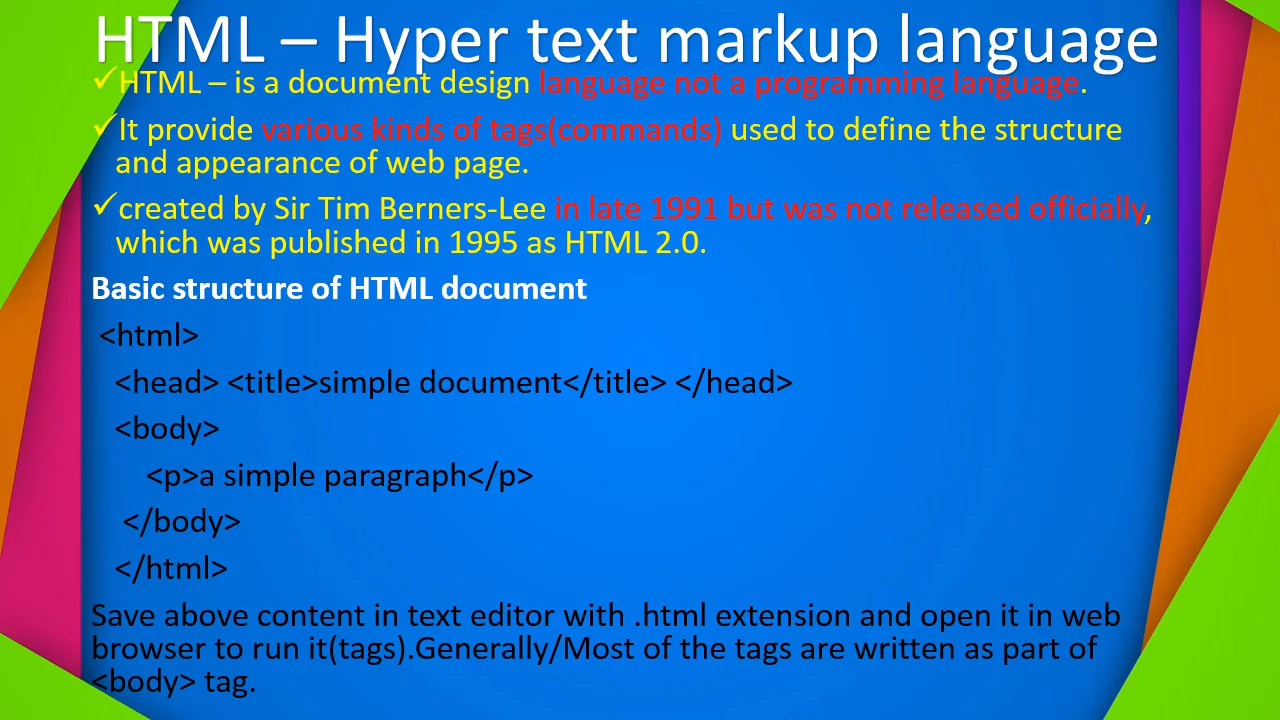 HTML – Hyper text markup language
✓HTML – is a document design language not a programming language.
✓It provide various kinds of tags(commands) used to define the structure
and appearance of web page.
✓created by Sir Tim Berners-Lee in late 1991 but was not released officially,
which was published in 1995 as HTML 2.0.
Basic structure of HTML document
<html>
<head> <title>simple document</title> </head>
<body>
<p>a simple paragraph</p>
</body>
</html>
Save above content in text editor with .html extension and open it in web
browser to run it(tags).Generally/Most of the tags are written as part of
<body> tag.